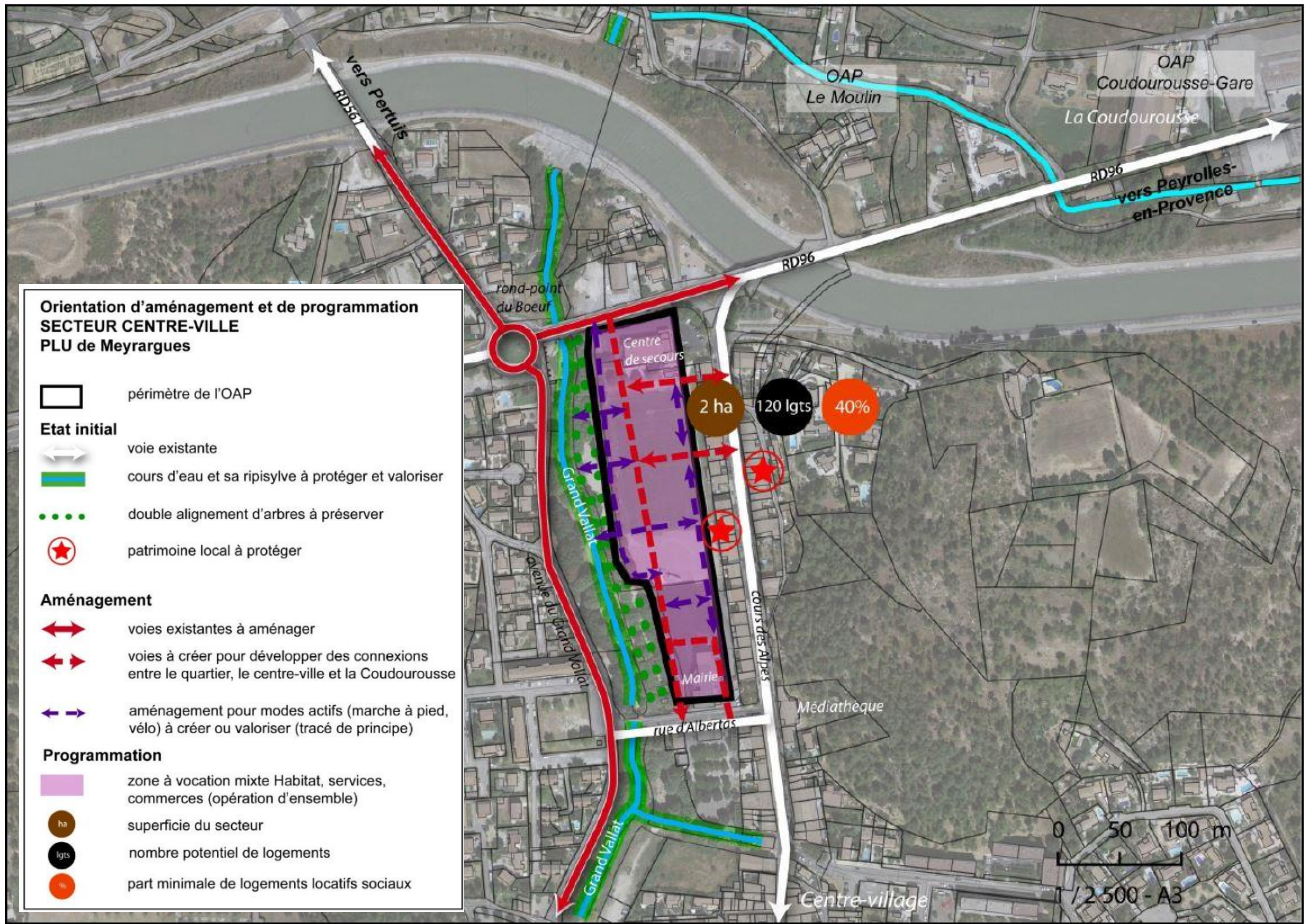 vers Pertuis
RD561
OAP
Le Moulin
OAP
Coudourousse-Gare
La Coudourousse
RD96
vers Peyrolles-
en-Provence
RD96
rond-point
du Boeuf
Centre
de secours
2 ha
120 lgts
40%
Grand Vallat
avenue du Grand Vallat
cours des Alpes
Mairie
rue d'Albertas
Médiathèque
Grand Vallat
Centre-village
0 50 100 m
1 / 2 500 - A3
Orientation d'aménagement et de programmation
SECTEUR CENTRE-VILLE
PLU de Meyrargues
périmètre de l'OAP
Etat initial
voie existante
cours d'eau et sa ripisylve à protéger et valoriser
double alignement d'arbres à préserver
patrimoine local à protéger
Aménagement
voies existantes à aménager
voies à créer pour développer des connexions
entre le quartier, le centre-ville et la Coudourousse
aménagement pour modes actifs (marche à pied,
vélo) à créer ou valoriser (tracé de principe)
Programmation
zone à vocation mixte Habitat, services,
commerces (opération d'ensemble)
ha
superficie du secteur
lgts
nombre potentiel de logements
%
part minimale de logements locatifs sociaux